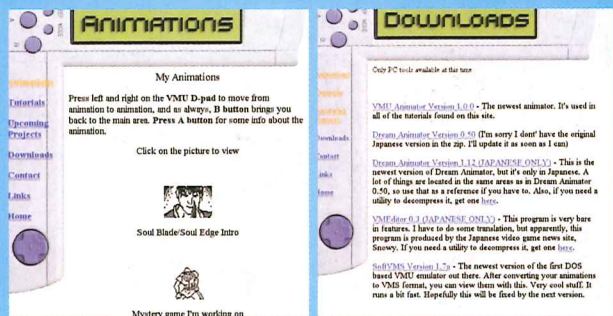 ANIMATIONS
My Animations
Press left and right on the VMU D-pad to move from
animation to animation, and as always, B button brings you
back to the main area. Press A button for some info about the
animation.
Click on the picture to view
Soul Blade/Soul Edge Intro
Mystery game I'm working on
Animations
Tutorials
Upcoming
Projects
Downloads
Contact
Links
Home
DOWNLOADS
Only PC tools available at this time
VMU Animator Version 1.0.0 - The newest animator. It's used in
all of the tutorials found on this site.
Dream Animator Version 0.50 (I'm sorry I dont' have the original
Japanese version in the zip. I'll update it as soon as I can)
Dream Animator Version 1.12 (JAPANESE ONLY) - This is the
newest version of Dream Animator, but it's only in Japanese. A
lot of things are located in the same areas as in Dream Animator
0.50, so use that as a reference if you have to. Also, if you need a
utility to decompress it, get one here.
VMEditor 0.3 (JAPANESE ONLY) - This program is very bare
in features. I have to do some translation, but apparently, this
program is produced by the Japanese video game news site,
Snowy. If you need a utility to decompress it, get one here.
SoftVMS Version 1.7a - The newest version of the first DOS
based VMU emulator out there. After converting your animations
to VMS format, you can view them with this. Very cool stuff. It
runs a bit fast. Hopefully this will be fixed by the next version.
Downloads
Contact
Links
Home